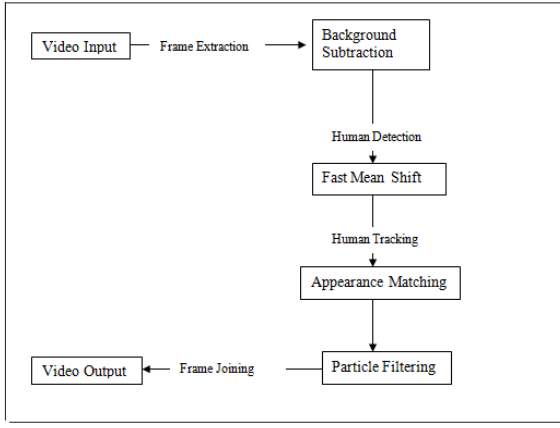 Video Input
Frame Extraction
Background
Subtraction
Human Detection
Fast Mean Shift
Human Tracking
Appearance Matching
Particle Filtering
Frame Joining
Video Output